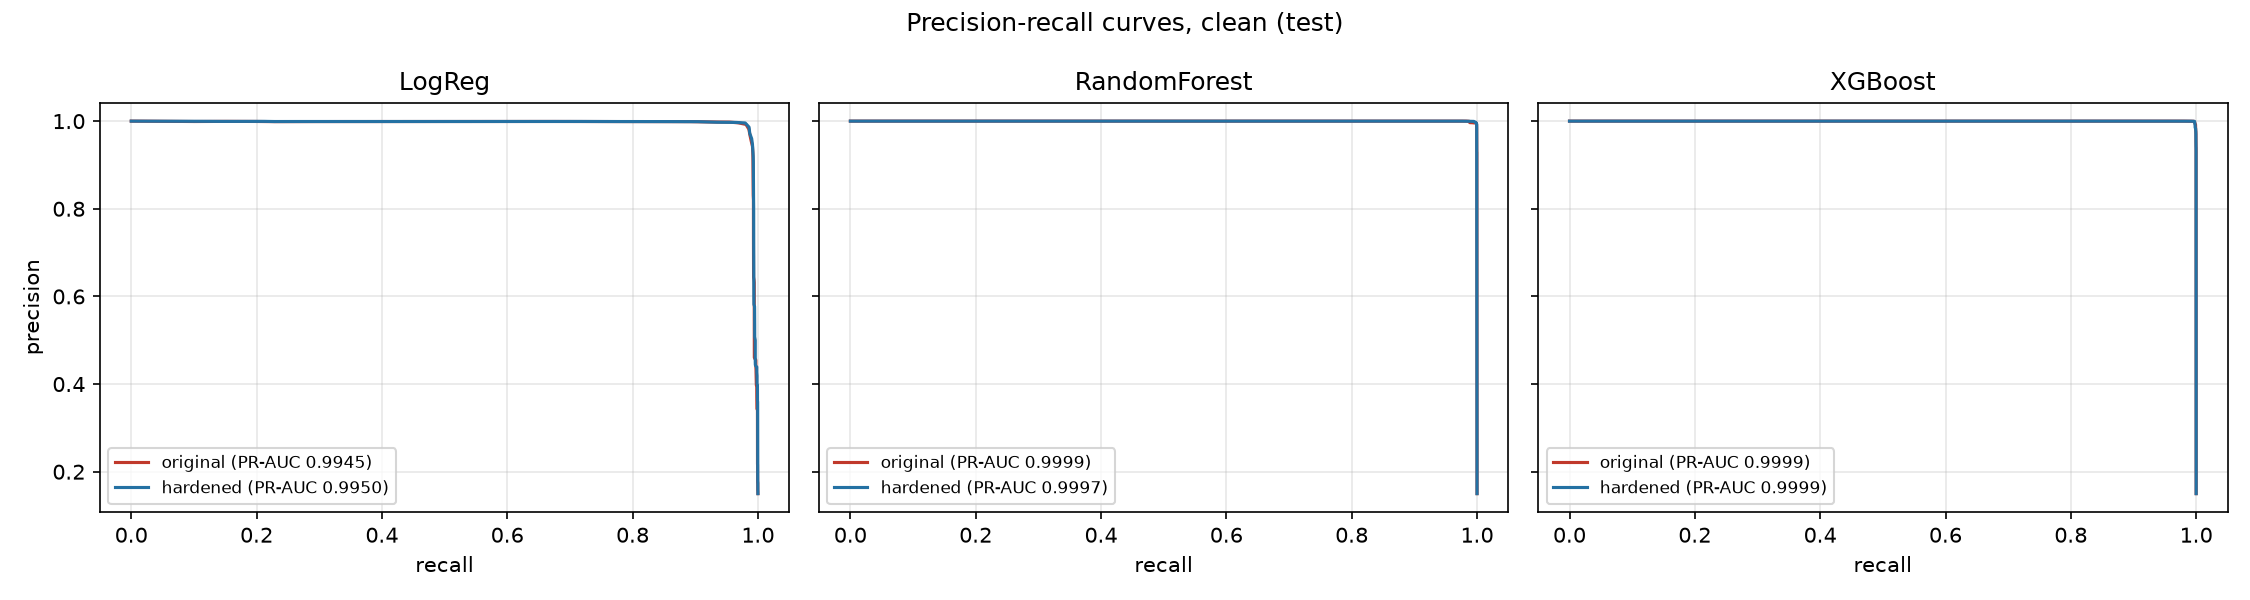 Precision-recall curves, clean (test)
LogReg
RandomForest
XGBoost
precision
1.0
0.8
0.6
0.4
0.2
original (PR-AUC 0.9945)
hardened (PR-AUC 0.9950)
original (PR-AUC 0.9999)
hardened (PR-AUC 0.9997)
original (PR-AUC 0.9999)
hardened (PR-AUC 0.9999)
0.0 0.2 0.4 0.6 0.8 1.0
0.0 0.2 0.4 0.6 0.8 1.0
0.0 0.2 0.4 0.6 0.8 1.0
recall
recall
recall